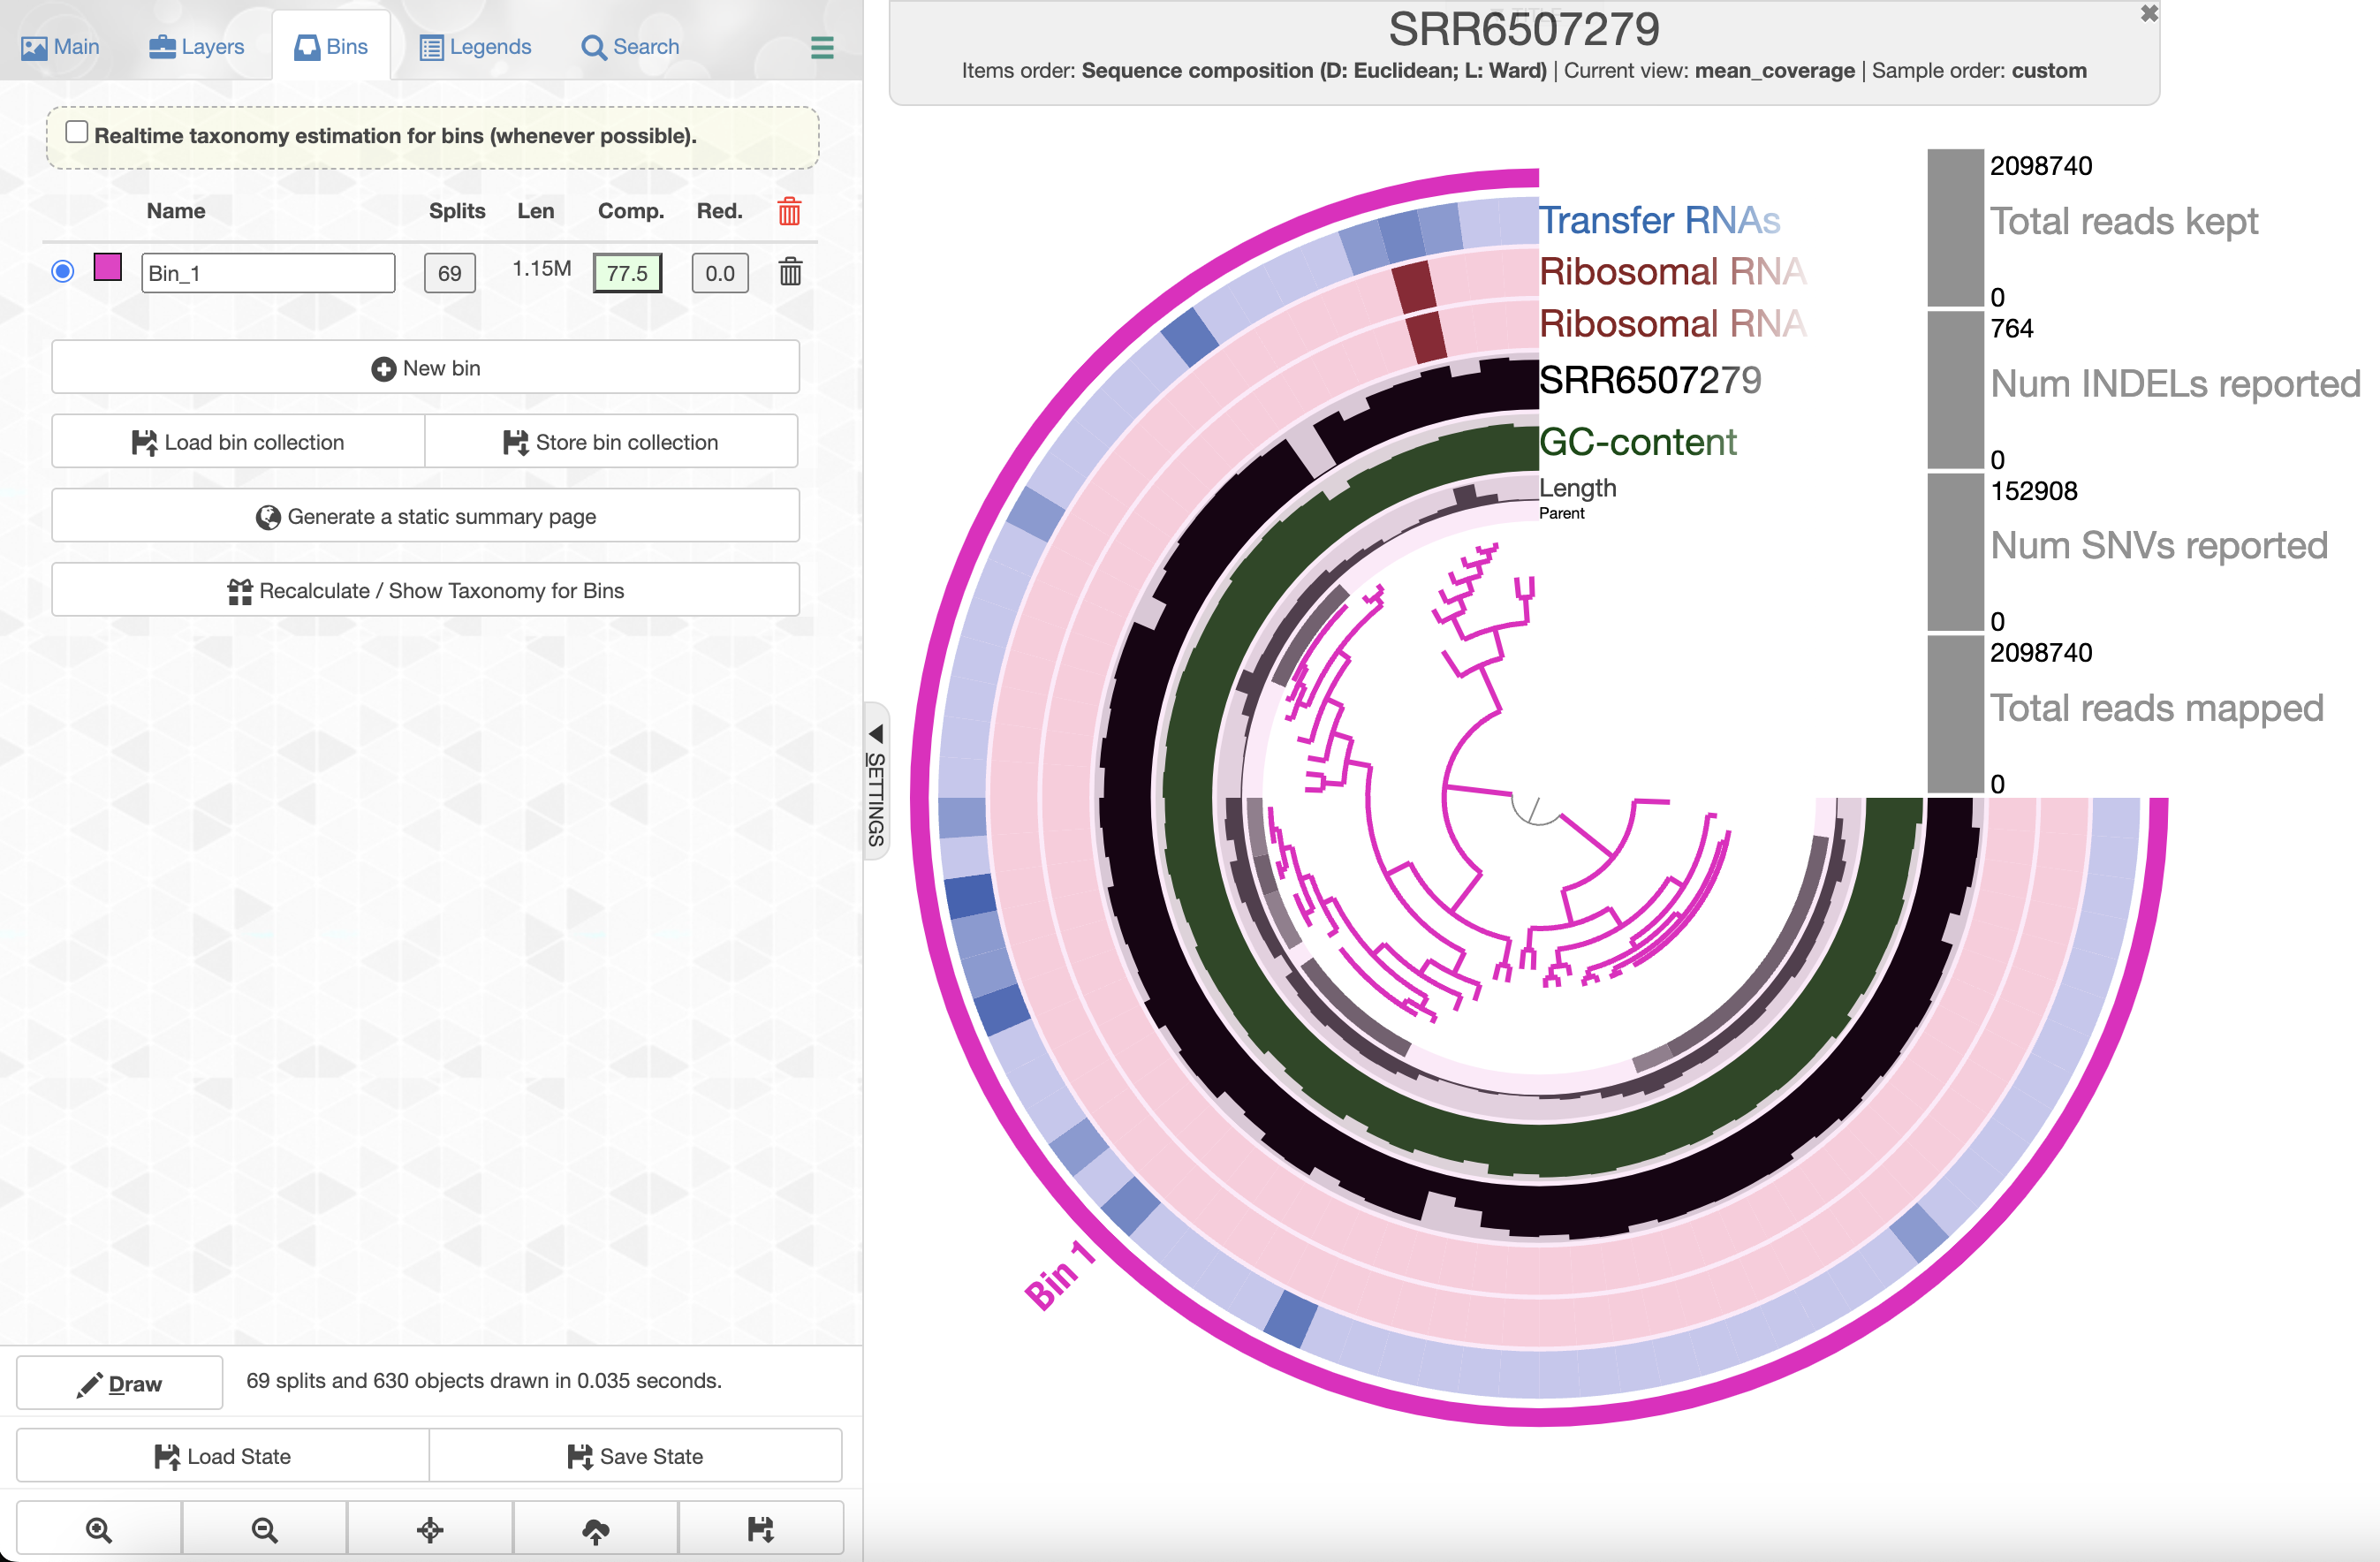 Main Layers Bins Legends Search
Realtime taxonomy estimation for bins (whenever possible).
Name Splits Len Comp. Red.
Bin_1 69 1.15M 77.5 0.0
New bin
Load bin collection Store bin collection
Generate a static summary page
Recalculate / Show Taxonomy for Bins
Draw 69 splits and 630 objects drawn in 0.035 seconds.
Load State Save State
SETTINGS
SRR6507279
Items order: Sequence composition (D: Euclidean; L: Ward) | Current view: mean_coverage | Sample order: custom
Transfer RNAs
Ribosomal RNA
Ribosomal RNA
SRR6507279
GC-content
Length
Parent
Bin 1
2098740
Total reads kept
0
764
Num INDELs reported
0
152908
Num SNVs reported
0
2098740
Total reads mapped
0